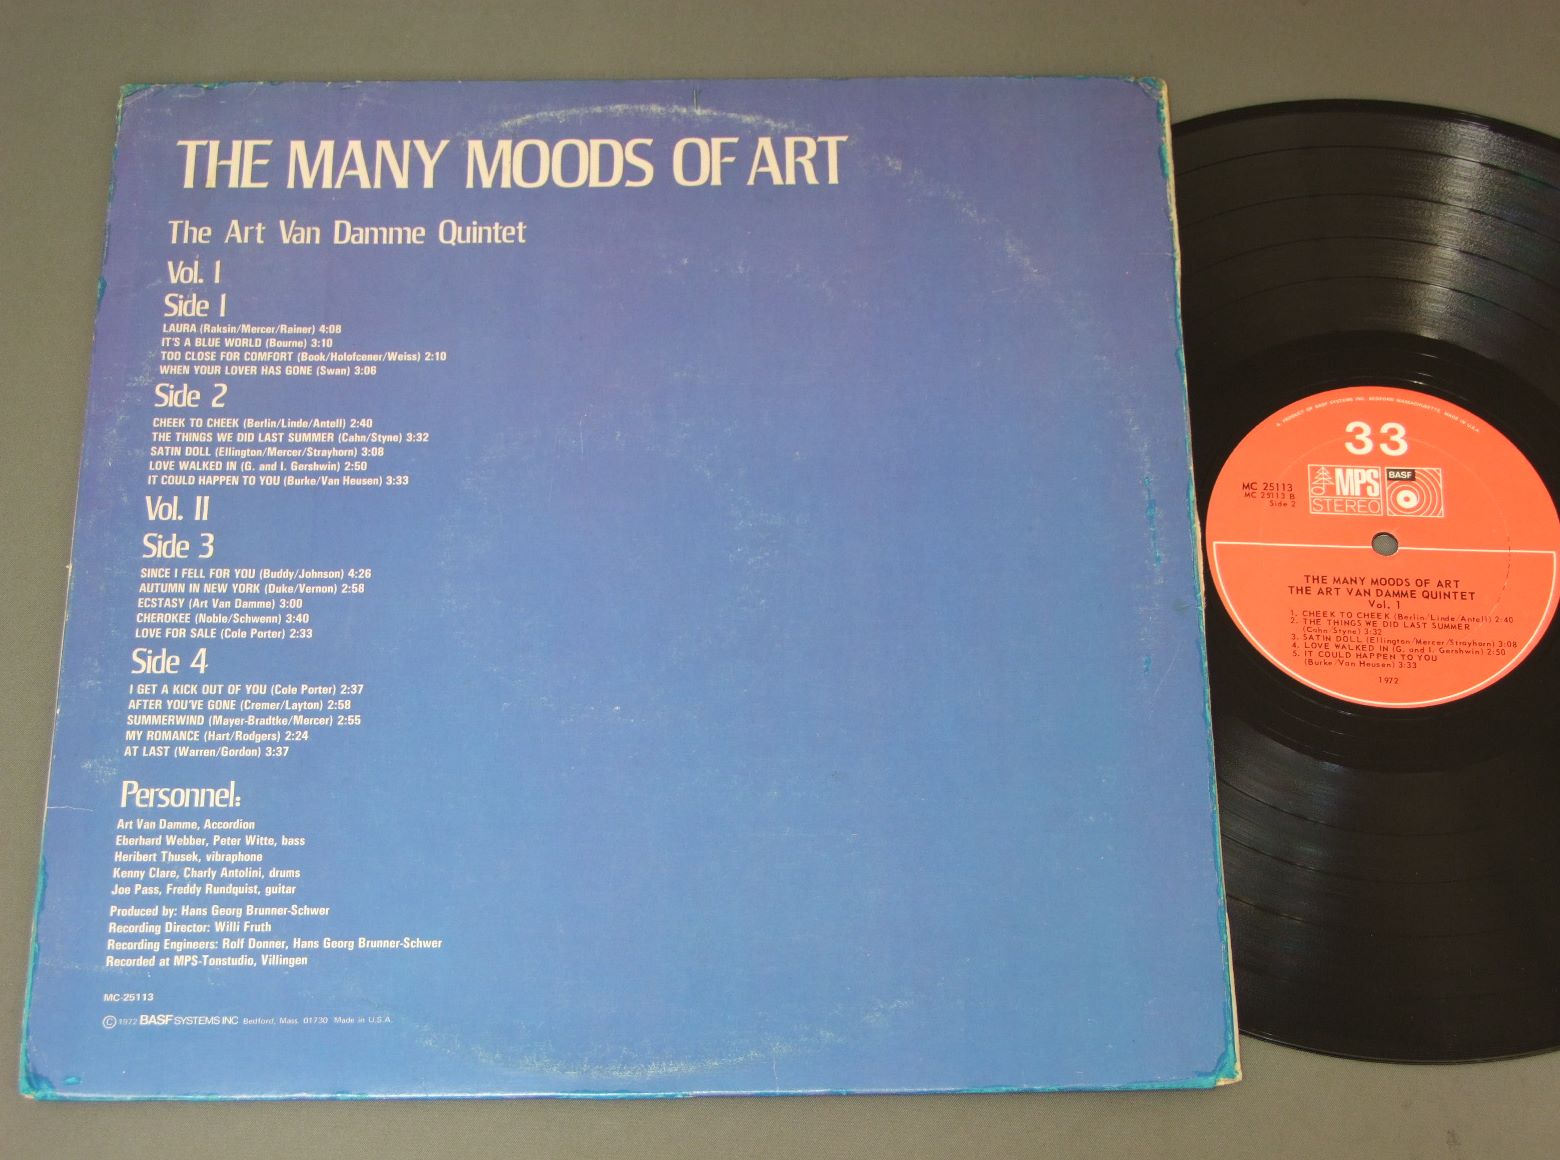 THE MANY MOODS OF ART
The Art Van Damme Quintet
Vol. I
Side 1
LAURA (Raksin/Mercer/Rainer) 4:08
IT'S A BLUE WORLD (Bourne) 3:10
TOO CLOSE FOR COMFORT (Book/Holofcener/Weiss) 2:10
WHEN YOUR LOVER HAS GONE (Swan) 3:06
Side 2
CHEEK TO CHEEK (Berlin/Linde/Antell) 2:40
THE THINGS WE DID LAST SUMMER (Cahn/Styne) 3:32
SATIN DOLL (Ellington/Mercer/Strayhorn) 3:08
LOVE WALKED IN (G. and I. Gershwin) 2:50
IT COULD HAPPEN TO YOU (Burke/Van Heusen) 3:33
Vol. II
Side 3
SINCE I FELL FOR YOU (Buddy/Johnson) 4:26
AUTUMN IN NEW YORK (Duke/Vernon) 2:58
ECSTASY (Art Van Damme) 3:00
CHEROKEE (Noble/Schwenn) 3:40
LOVE FOR SALE (Cole Porter) 2:33
Side 4
I GET A KICK OUT OF YOU (Cole Porter) 2:37
AFTER YOU'VE GONE (Cremer/Layton) 2:58
SUMMERWIND (Mayer-Bradtke/Mercer) 2:55
MY ROMANCE (Hart/Rodgers) 2:24
AT LAST (Warren/Gordon) 3:37
Personnel:
Art Van Damme, Accordion
Eberhard Webber, Peter Witte, bass
Heribert Thusek, vibraphone
Kenny Clare, Charly Antolini, drums
Joe Pass, Freddy Rundquist, guitar
Produced by: Hans Georg Brunner-Schwer
Recording Director: Willi Fruth
Recording Engineers: Rolf Donner, Hans Georg Brunner-Schwer
Recorded at MPS-Tonstudio, Villingen
MC-25113
© 1972 BASF SYSTEMS INC Bedford, Mass. 01730 Made in U.S.A.
A PRODUCT OF BASF SYSTEMS INC. BEDFORD MASSACHUSETTS. MADE IN U.S.A.
33
MC 25113
MC 25113 B
Side 2
MPS
STEREO
BASF
THE MANY MOODS OF ART
THE ART VAN DAMME QUINTET
Vol. 1
1. CHEEK TO CHEEK (Berlin/Linde/Antell) 2:40
2. THE THINGS WE DID LAST SUMMER
(Cahn/Styne) 3:32
3. SATIN DOLL (Ellington/Mercer/Strayhorn) 3:08
4. LOVE WALKED IN (G. and I. Gershwin) 2:50
5. IT COULD HAPPEN TO YOU
(Burke/Van Heusen) 3:33
1972